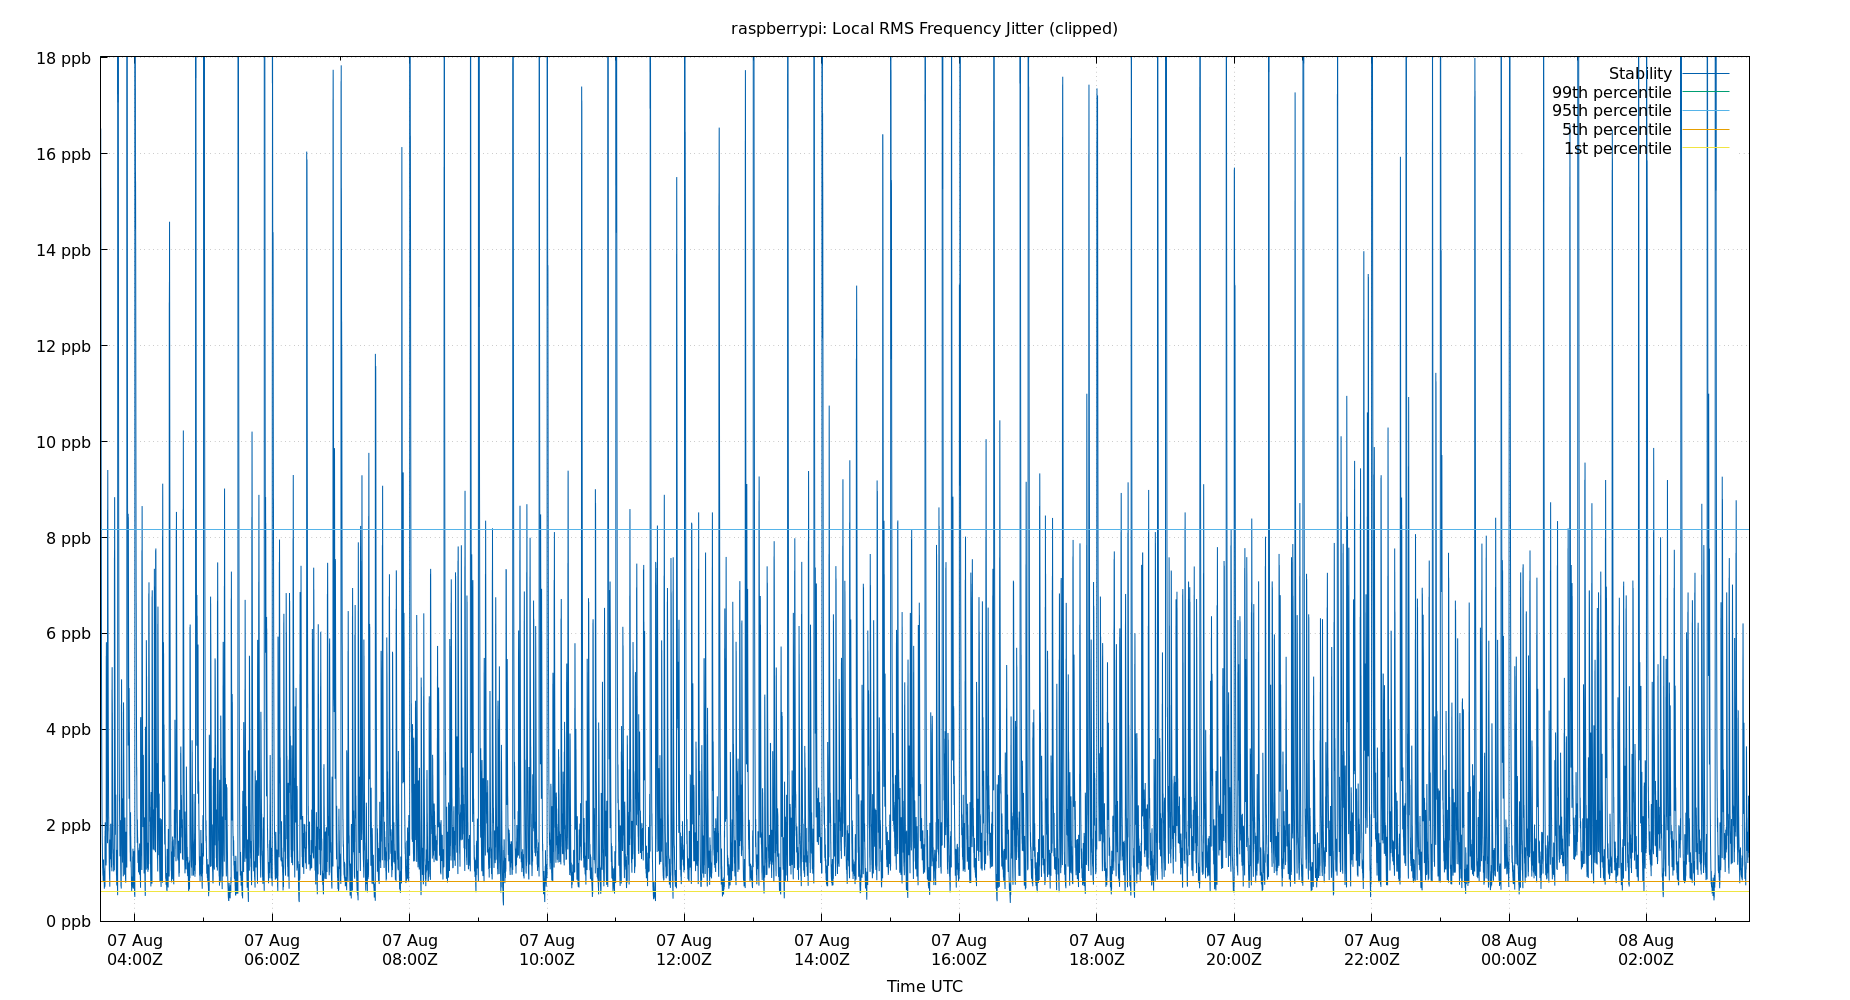 raspberrypi: Local RMS Frequency Jitter (clipped)
18 ppb
16 ppb
14 ppb
12 ppb
10 ppb
8 ppb
6 ppb
4 ppb
2 ppb
0 ppb
Stability
99th percentile
95th percentile
5th percentile
1st percentile
07 Aug
04:00Z
07 Aug
06:00Z
07 Aug
08:00Z
07 Aug
10:00Z
07 Aug
12:00Z
07 Aug
14:00Z
07 Aug
16:00Z
07 Aug
18:00Z
07 Aug
20:00Z
07 Aug
22:00Z
08 Aug
00:00Z
08 Aug
02:00Z
Time UTC